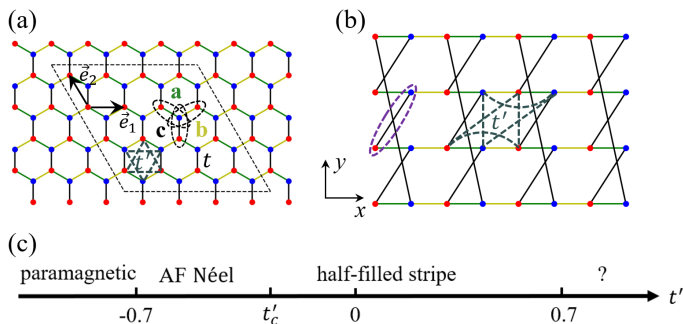 (a)
e⃗₂
e⃗₁
a
c
b
t'
t
(b)
t'
y
x
(c)
paramagnetic AF Néel half-filled stripe ? t'
-0.7 t'c 0 0.7